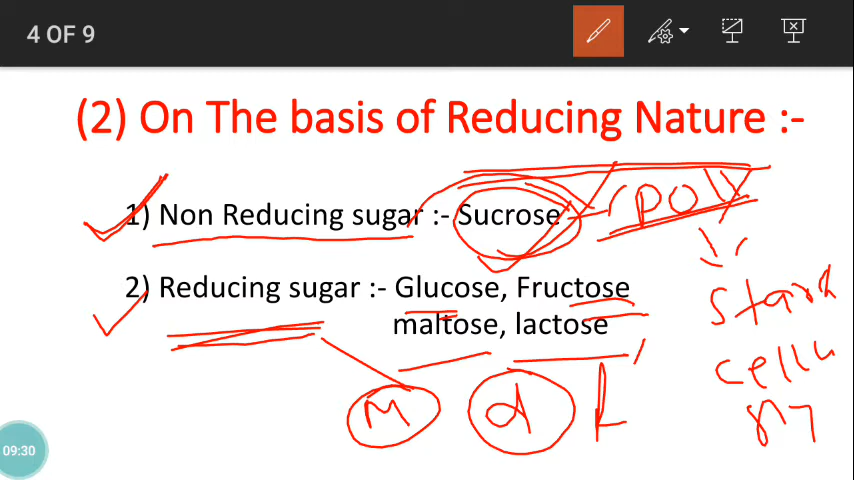 4 OF 9
(2) On The basis of Reducing Nature :-
1) Non Reducing sugar :- Sucrose
poly
2) Reducing sugar :- Glucose, Fructose
maltose, lactose
cellu
M d
09:30